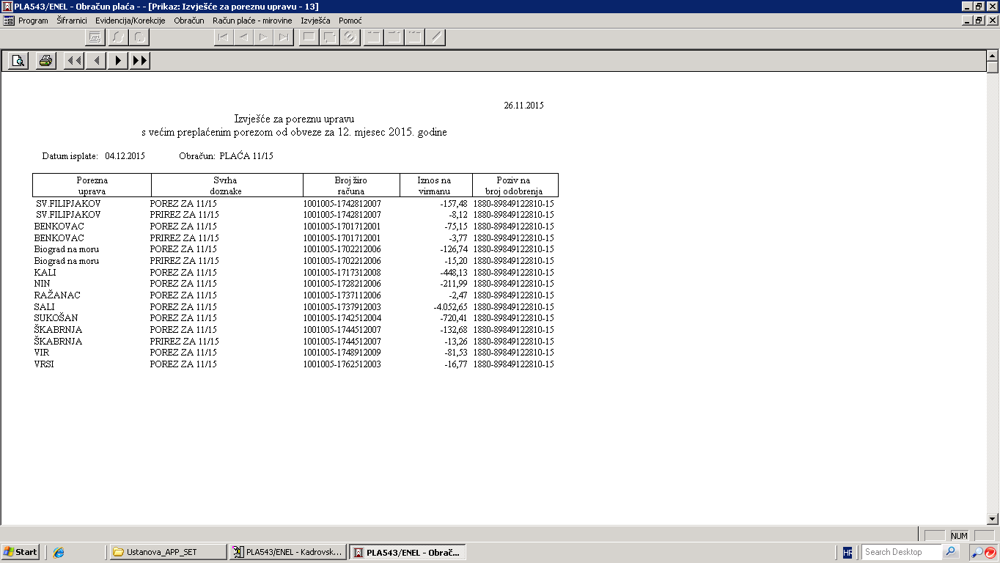 PLA543/ENEL - Obračun plaća - - [Prikaz: Izvješće za poreznu upravu - 13]
Program Šifrarnici Evidencija/Korekcije Obračun Račun plaće - mirovine Izvješća Pomoć
26.11.2015
Izvješće za poreznu upravu
s većim preplaćenim porezom od obveze za 12. mjesec 2015. godine
Datum isplate: 04.12.2015 Obračun: PLAĆA 11/15
Porezna Svrha Broj žiro Iznos na Poziv na
uprava doznake računa virmanu broj odobrenja
SV.FILIPJAKOV POREZ ZA 11/15 1001005-1742812007 -157,48 1880-89849122810-15
SV.FILIPJAKOV PRIREZ ZA 11/15 1001005-1742812007 -8,12 1880-89849122810-15
BENKOVAC POREZ ZA 11/15 1001005-1701712001 -75,15 1880-89849122810-15
BENKOVAC PRIREZ ZA 11/15 1001005-1701712001 -3,77 1880-89849122810-15
Biograd na moru POREZ ZA 11/15 1001005-1702212006 -126,74 1880-89849122810-15
Biograd na moru PRIREZ ZA 11/15 1001005-1702212006 -15,20 1880-89849122810-15
KALI POREZ ZA 11/15 1001005-1717312008 -448,13 1880-89849122810-15
NIN POREZ ZA 11/15 1001005-1728212006 -211,99 1880-89849122810-15
RAŽANAC POREZ ZA 11/15 1001005-1737112006 -2,47 1880-89849122810-15
SALI POREZ ZA 11/15 1001005-1737912003 -4.052,65 1880-89849122810-15
SUKOŠAN POREZ ZA 11/15 1001005-1742512004 -720,41 1880-89849122810-15
ŠKABRNJA POREZ ZA 11/15 1001005-1744512007 -132,68 1880-89849122810-15
ŠKABRNJA PRIREZ ZA 11/15 1001005-1744512007 -13,26 1880-89849122810-15
VIR POREZ ZA 11/15 1001005-1748912009 -81,53 1880-89849122810-15
VRSI POREZ ZA 11/15 1001005-1762512003 -16,77 1880-89849122810-15
NUM
Start Ustanova_APP_SET PLA543/ENEL - Kadrovsk... PLA543/ENEL - Obrač... HR Search Desktop